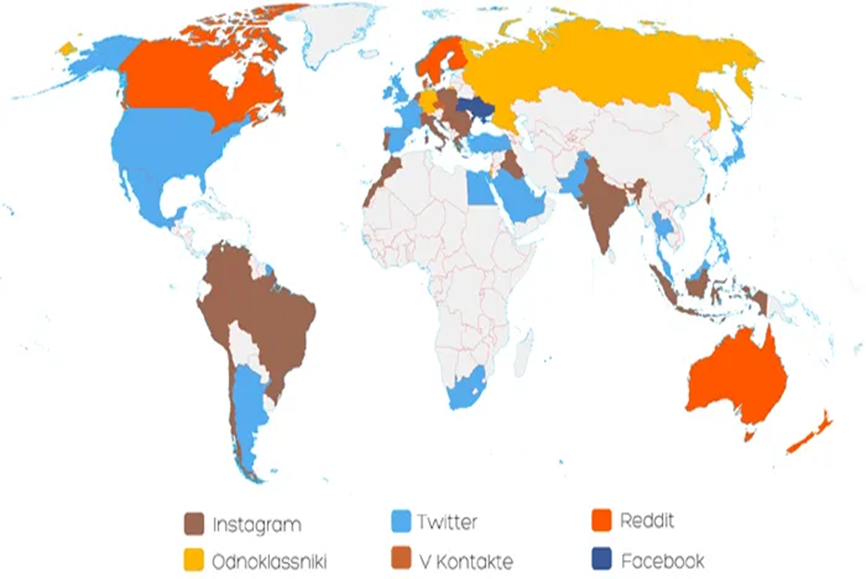 Instagram Twitter Reddit
Odnoklassniki V Kontakte Facebook